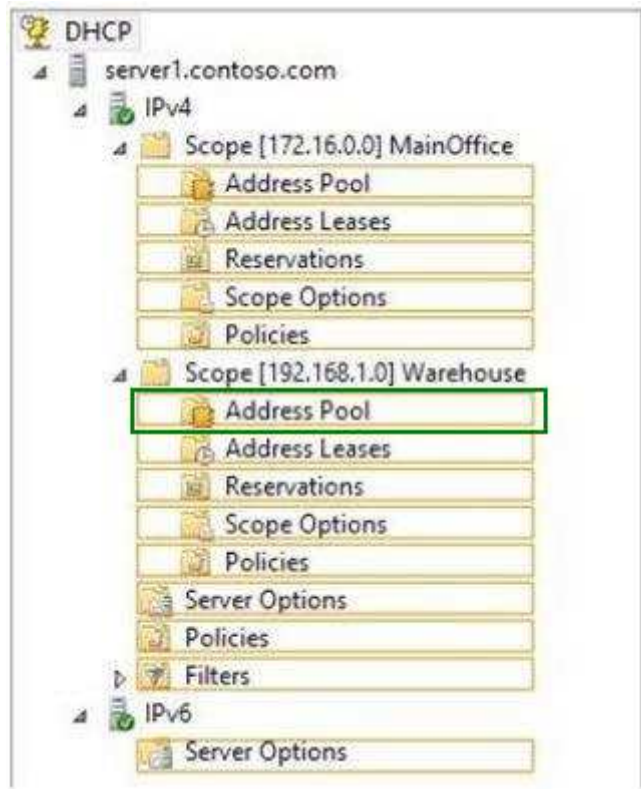 DHCP
server1.contoso.com
IPv4
Scope [172.16.0.0] MainOffice
Address Pool
Address Leases
Reservations
Scope Options
Policies
Scope [192.168.1.0] Warehouse
Address Pool
Address Leases
Reservations
Scope Options
Policies
Server Options
Policies
Filters
IPv6
Server Options